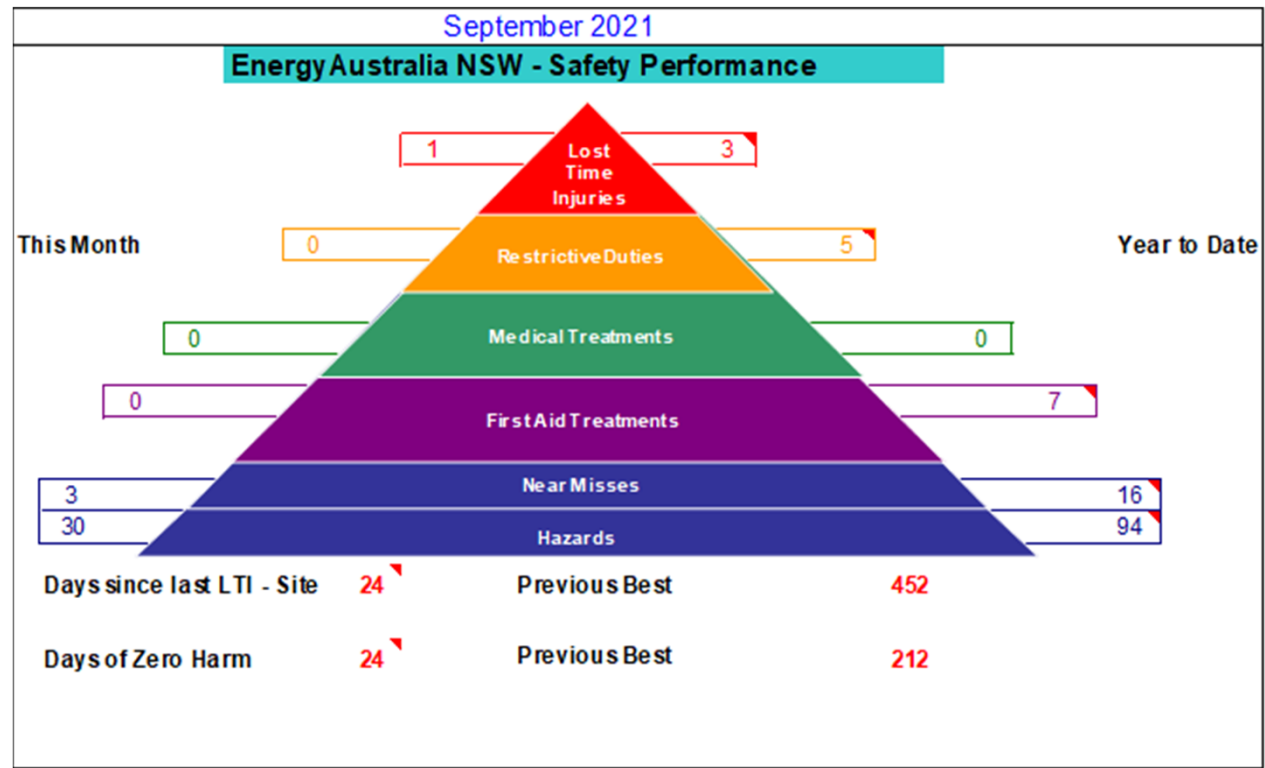 September 2021
EnergyAustralia NSW - Safety Performance
1
Lost
Time
Injuries
3
This Month
0
Restrictive Duties
5
Year to Date
0
Medical Treatments
0
0
First Aid Treatments
7
3
Near Misses
16
30
Hazards
94
Days since last LTI - Site 24 Previous Best 452
Days of Zero Harm 24 Previous Best 212